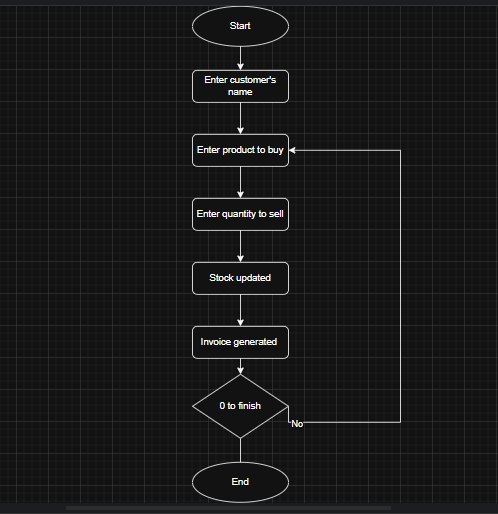 Start
Enter customer's
name
Enter product to buy
Enter quantity to sell
Stock updated
Invoice generated
0 to finish
No
End